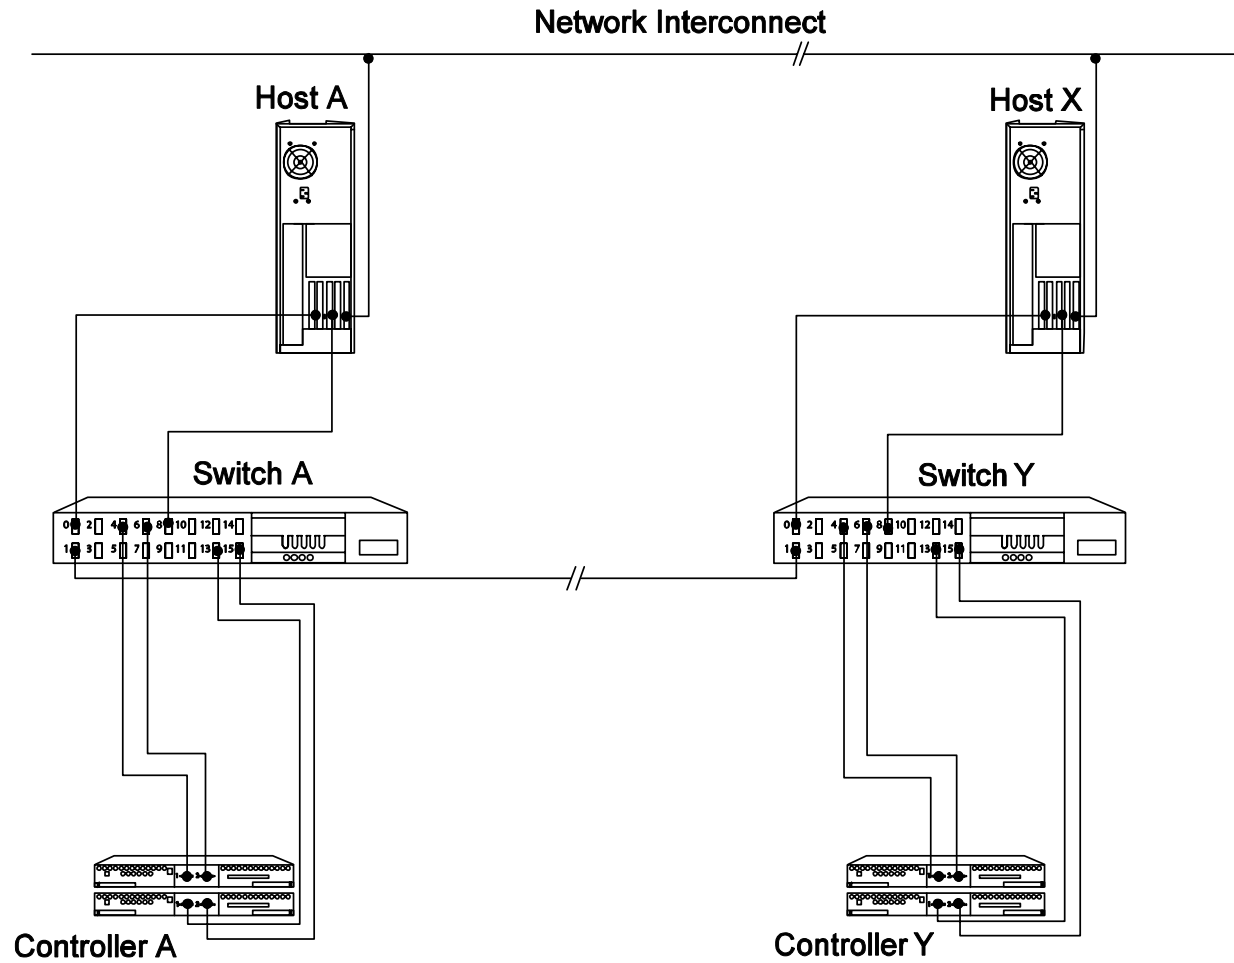 Network Interconnect
Host A
Host X
Switch A
Switch Y
0 2 4 6 8 10 12 14
1 3 5 7 9 11 13 15
0 2 4 6 8 10 12 14
1 3 5 7 9 11 13 15
Controller A
Controller Y